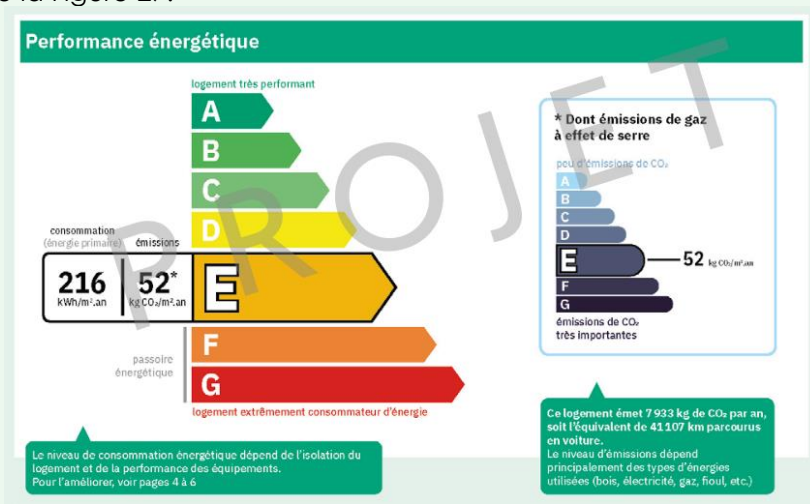 Performance énergétique
logement très performant
A
B
C
D
consommation
(énergie primaire)
émissions
216
kWh/m².an
52*
kg CO₂/m².an
E
passoire
énergétique
F
G
logement extrêmement consommateur d'énergie
Le niveau de consommation énergétique dépend de l'isolation du
logement et de la performance des équipements.
Pour l'améliorer, voir pages 4 à 6
* Dont émissions de gaz
à effet de serre
peu d'émissions de CO₂
A
B
C
D
E
52 kg CO₂/m².an
F
G
émissions de CO₂
très importantes
Ce logement émet 7 933 kg de CO₂ par an,
soit l'équivalent de 41 107 km parcourus
en voiture.
Le niveau d'émissions dépend
principalement des types d'énergies
utilisées (bois, électricité, gaz, fioul, etc.)
PROJET